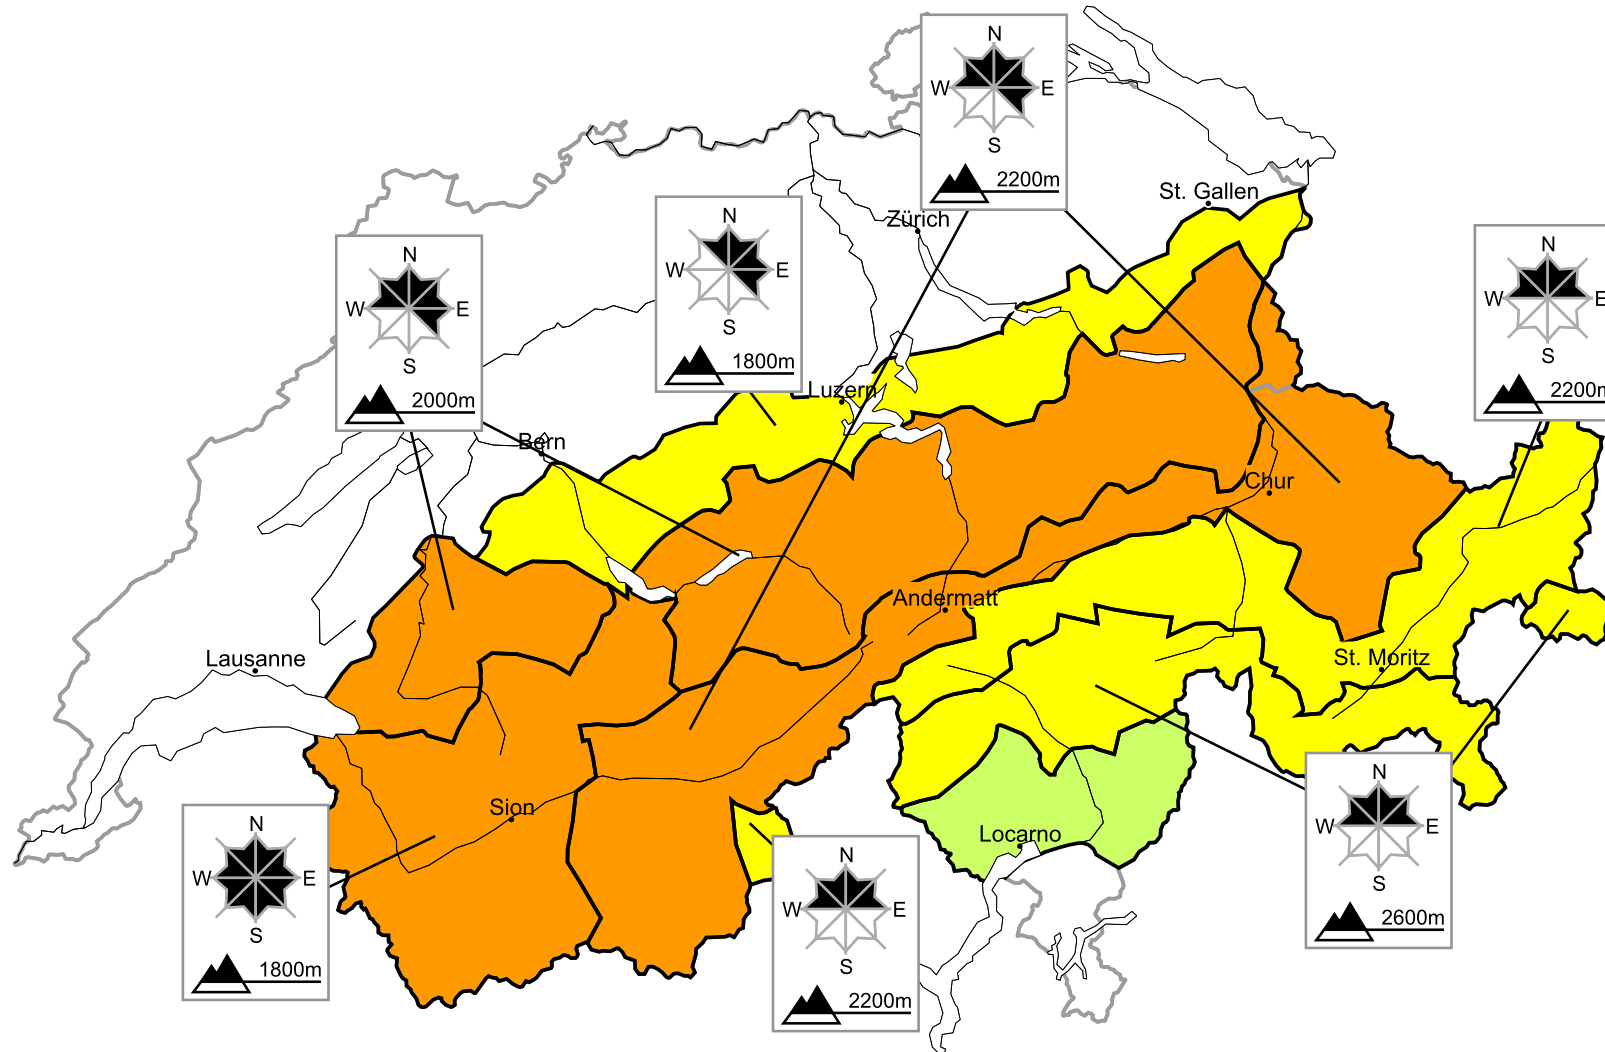 N
W E
S
2200m
St. Gallen
Zürich
N
W E
S
1800m
N
W E
S
2200m
N
W E
S
2000m
Luzern
Bern
Chur
Andermatt
Lausanne
St. Moritz
Sion
Locarno
N
W E
S
1800m
N
W E
S
2200m
N
W E
S
2600m